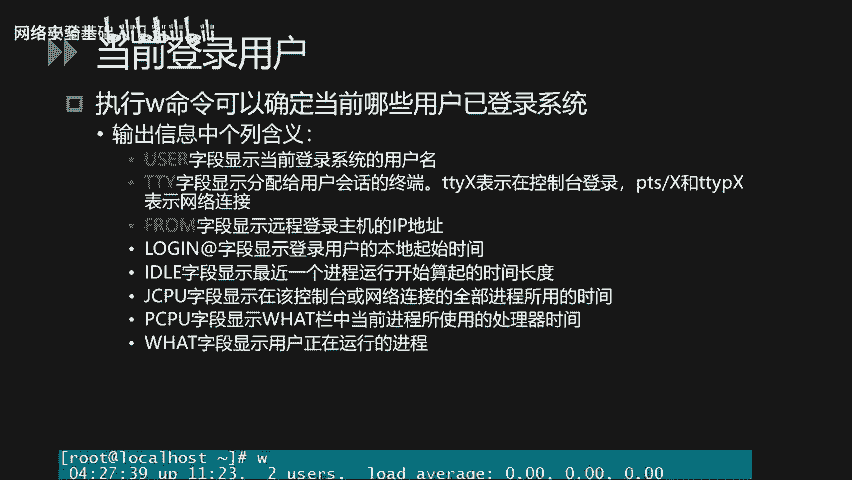 网络安全基础
当前登录用户
执行w命令可以确定当前哪些用户已登录系统
• 输出信息中个列含义：
• USER字段显示当前登录系统的用户名
• TTY字段显示分配给用户会话的终端。ttyX表示在控制台登录，pts/X和ttypX
表示网络连接
• FROM字段显示远程登录主机的IP地址
• LOGIN@字段显示登录用户的本地起始时间
• IDLE字段显示最近一个进程运行开始算起的时间长度
• JCPU字段显示在该控制台或网络连接的全部进程所用的时间
• PCPU字段显示WHAT栏中当前进程所使用的处理器时间
• WHAT字段显示用户正在运行的进程
[root@localhost ~]# w
04:27:39 up 11:23,  2 users,  load average: 0.00, 0.00, 0.00